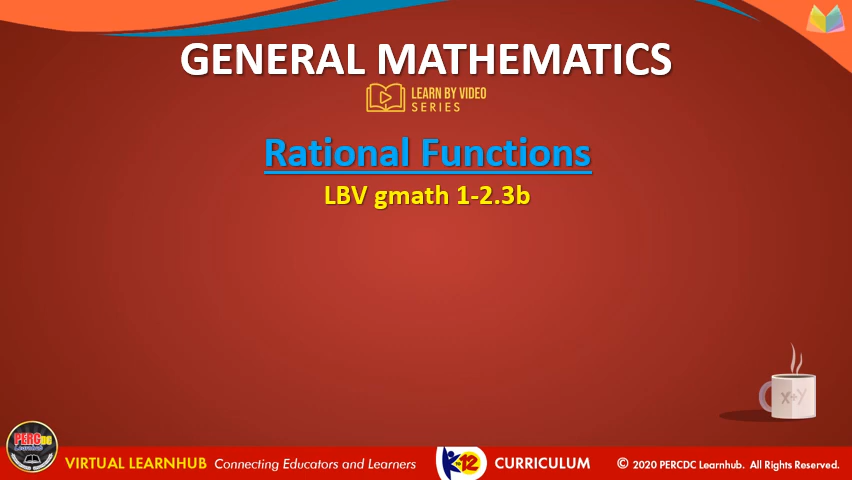 GENERAL MATHEMATICS
LEARN BY VIDEO
SERIES
Rational Functions
LBV gmath 1-2.3b
X+Y
PERCDC
Learnhub
VIRTUAL LEARNHUB Connecting Educators and Learners
K to 12 CURRICULUM
© 2020 PERCDC Learnhub. All Rights Reserved.